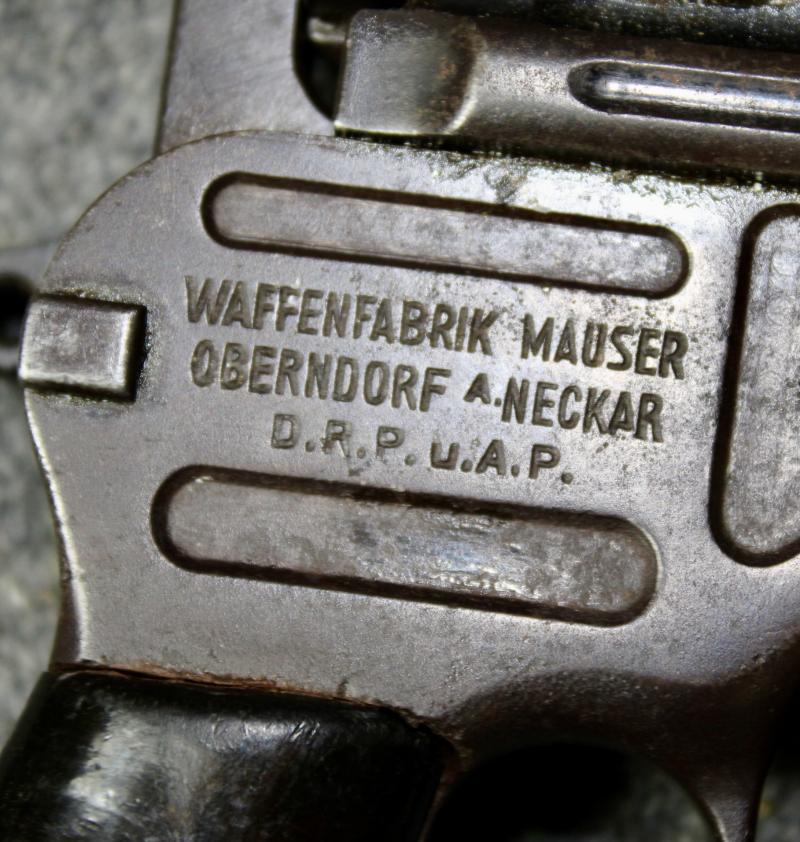 WAFFENFABRIK MAUSER
OBERNDORF A.NECKAR
D.R.P.u.A.P.